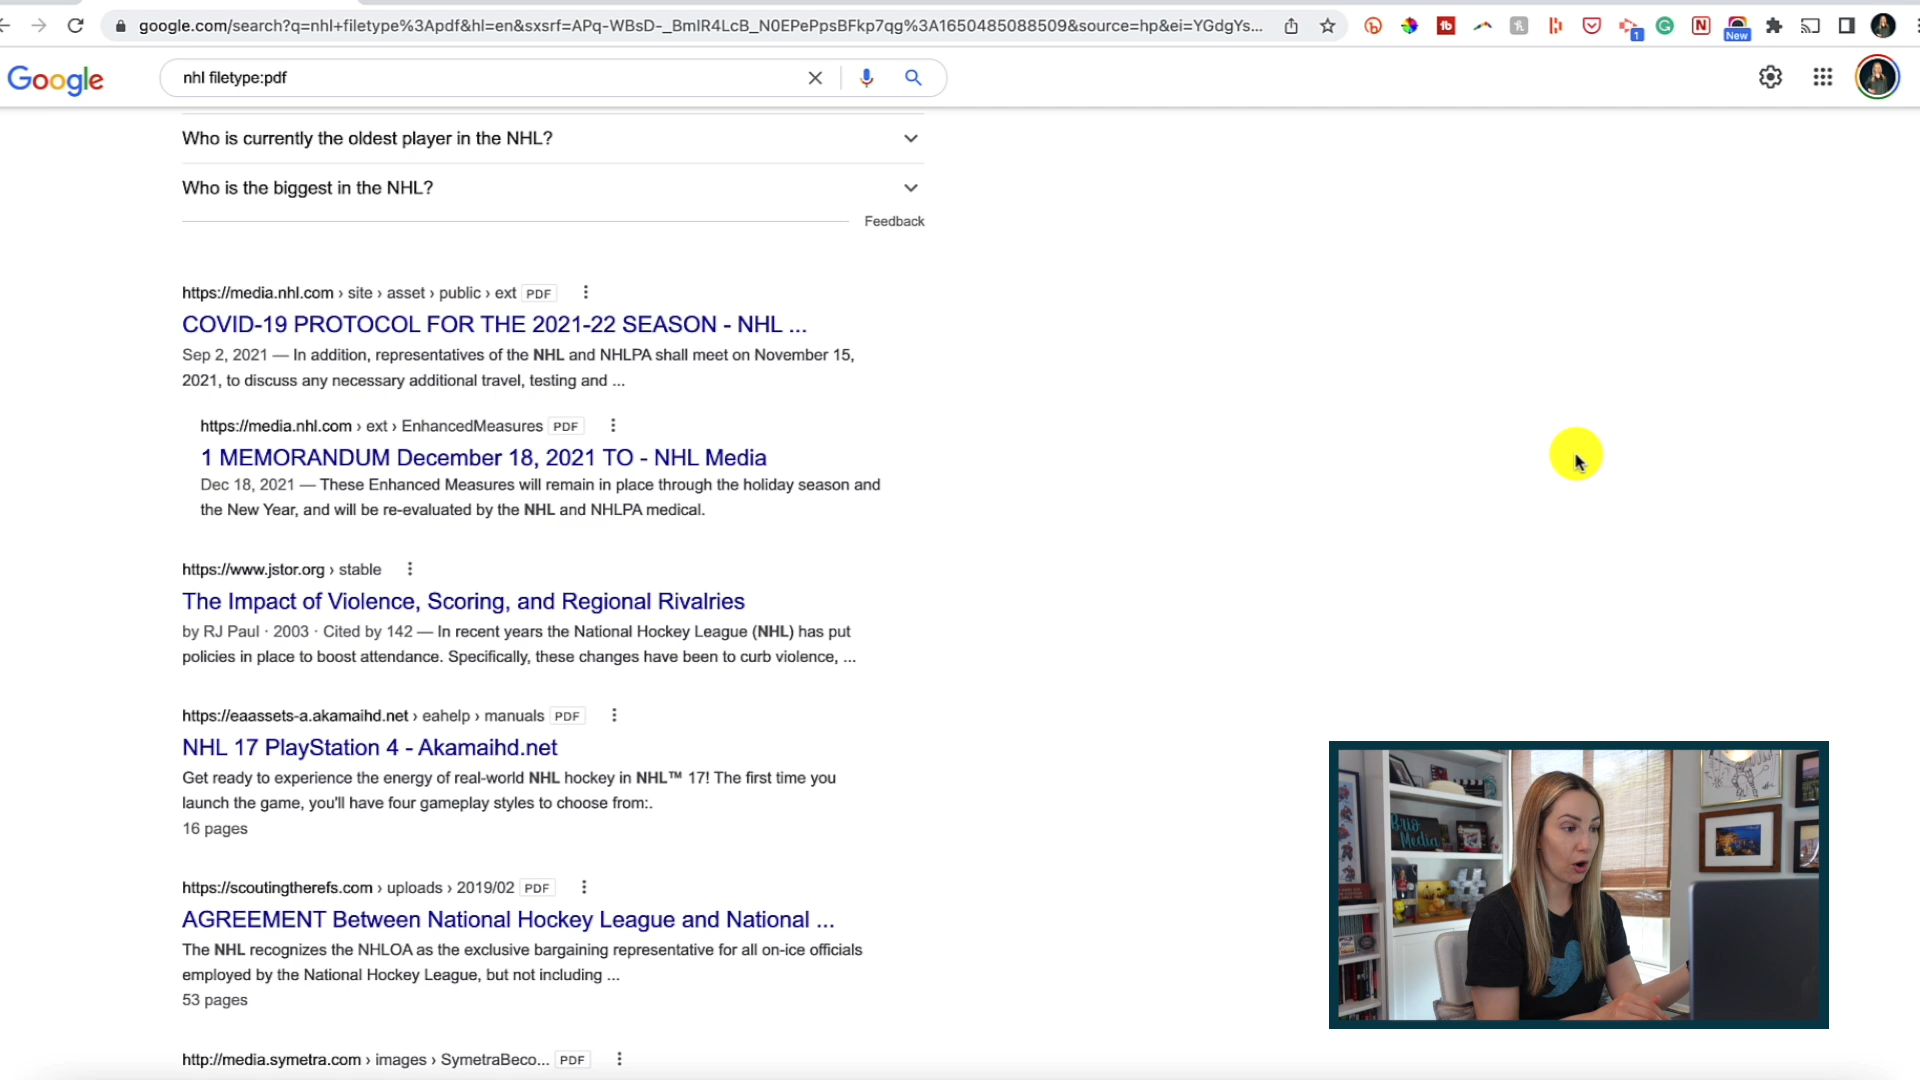 google.com/search?q=nhl+filetype%3Apdf&hl=en&sxsrf=APq-WBsD-_BmIR4LcB_N0EPePpsBFkp7qg%3A1650485088509&source=hp&ei=YGdgYs...
tb
1
N
New
Google
nhl filetype:pdf
Who is currently the oldest player in the NHL?
Who is the biggest in the NHL?
Feedback
https://media.nhl.com › site › asset › public › ext PDF
COVID-19 PROTOCOL FOR THE 2021-22 SEASON - NHL ...
Sep 2, 2021 — In addition, representatives of the NHL and NHLPA shall meet on November 15,
2021, to discuss any necessary additional travel, testing and ...
https://media.nhl.com › ext › EnhancedMeasures PDF
1 MEMORANDUM December 18, 2021 TO - NHL Media
Dec 18, 2021 — These Enhanced Measures will remain in place through the holiday season and
the New Year, and will be re-evaluated by the NHL and NHLPA medical.
https://www.jstor.org › stable
The Impact of Violence, Scoring, and Regional Rivalries
by RJ Paul · 2003 · Cited by 142 — In recent years the National Hockey League (NHL) has put
policies in place to boost attendance. Specifically, these changes have been to curb violence, ...
https://eaassets-a.akamaihd.net › eahelp › manuals PDF
NHL 17 PlayStation 4 - Akamaihd.net
Get ready to experience the energy of real-world NHL hockey in NHL™ 17! The first time you
launch the game, you'll have four gameplay styles to choose from:.
16 pages
https://scoutingtherefs.com › uploads › 2019/02 PDF
AGREEMENT Between National Hockey League and National ...
The NHL recognizes the NHLOA as the exclusive bargaining representative for all on-ice officials
employed by the National Hockey League, but not including ...
53 pages
http://media.symetra.com › images › SymetraBeco... PDF
Brio
Media